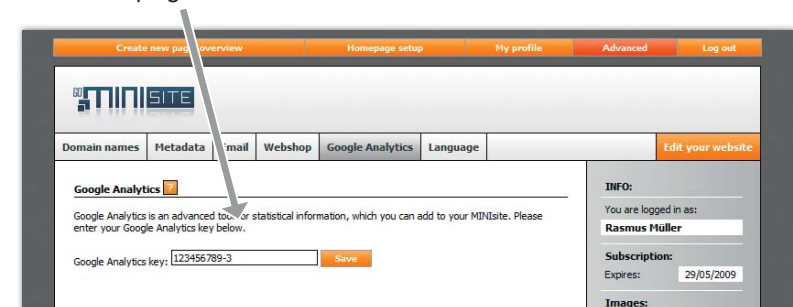 Create new page overview Homepage setup My profile Advanced Log out
GO MINISITE
Domain names Metadata Email Webshop Google Analytics Language Edit your website
Google Analytics ?
INFO:
Google Analytics is an advanced tool for statistical information, which you can add to your MINIsite. Please
enter your Google Analytics key below.
You are logged in as:
Rasmus Müller
Google Analytics key: 123456789-3 Save
Subscription:
Expires: 29/05/2009
Images: